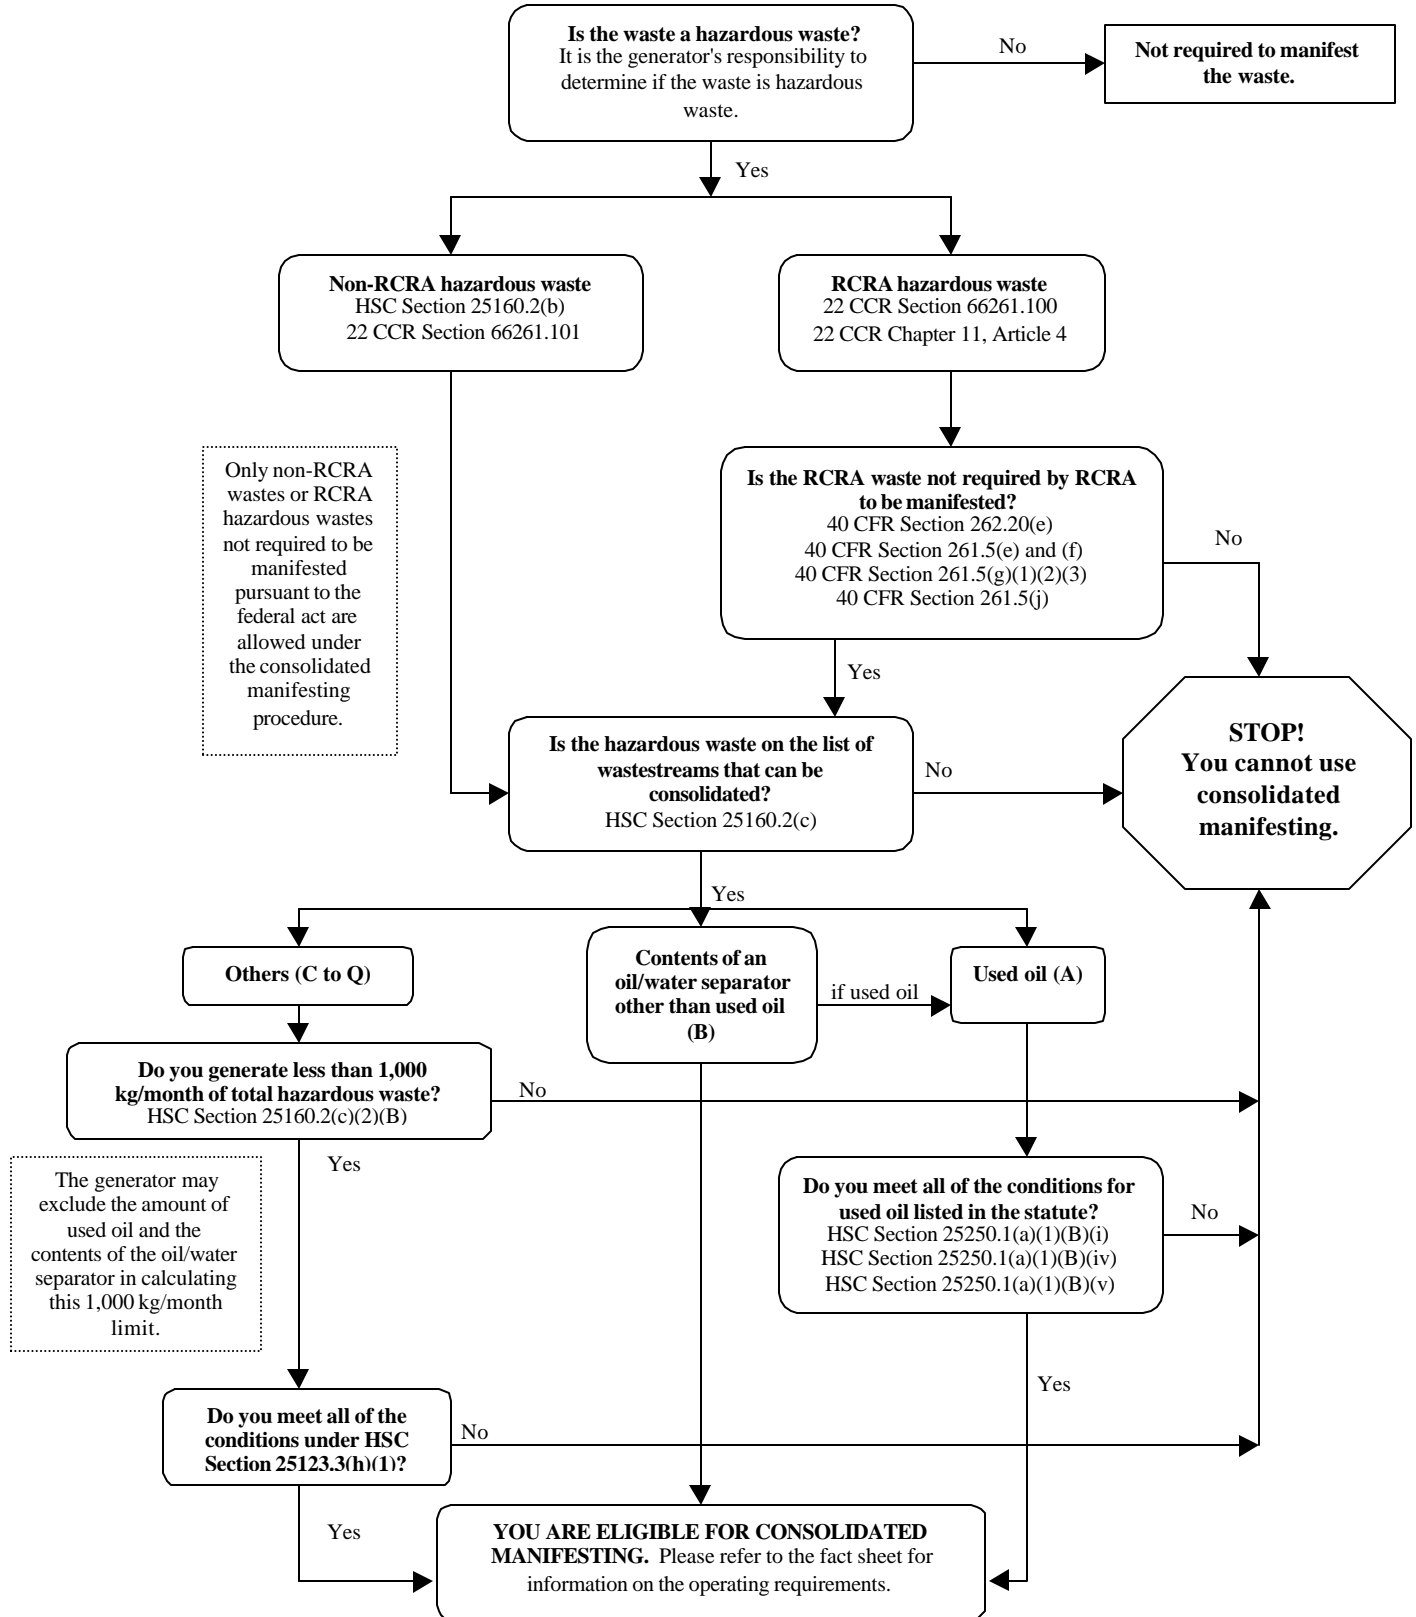 Is the waste a hazardous waste?
It is the generator's responsibility to
determine if the waste is hazardous
waste.
No
Not required to manifest
the waste.
Yes
Non-RCRA hazardous waste
HSC Section 25160.2(b)
22 CCR Section 66261.101
RCRA hazardous waste
22 CCR Section 66261.100
22 CCR Chapter 11, Article 4
Only non-RCRA
wastes or RCRA
hazardous wastes
not required to be
manifested
pursuant to the
federal act are
allowed under
the consolidated
manifesting
procedure.
Is the RCRA waste not required by RCRA
to be manifested?
40 CFR Section 262.20(e)
40 CFR Section 261.5(e) and (f)
40 CFR Section 261.5(g)(1)(2)(3)
40 CFR Section 261.5(j)
No
Yes
Is the hazardous waste on the list of
wastestreams that can be
consolidated?
HSC Section 25160.2(c)
No
STOP!
You cannot use
consolidated
manifesting.
Yes
Others (C to Q)
Contents of an
oil/water separator
other than used oil
(B)
if used oil
Used oil (A)
Do you generate less than 1,000
kg/month of total hazardous waste?
HSC Section 25160.2(c)(2)(B)
No
Yes
The generator may
exclude the amount of
used oil and the
contents of the oil/water
separator in calculating
this 1,000 kg/month
limit.
Do you meet all of the conditions for
used oil listed in the statute?
HSC Section 25250.1(a)(1)(B)(i)
HSC Section 25250.1(a)(1)(B)(iv)
HSC Section 25250.1(a)(1)(B)(v)
No
Yes
Do you meet all of the
conditions under HSC
Section 25123.3(h)(1)?
No
Yes
YOU ARE ELIGIBLE FOR CONSOLIDATED
MANIFESTING. Please refer to the fact sheet for
information on the operating requirements.